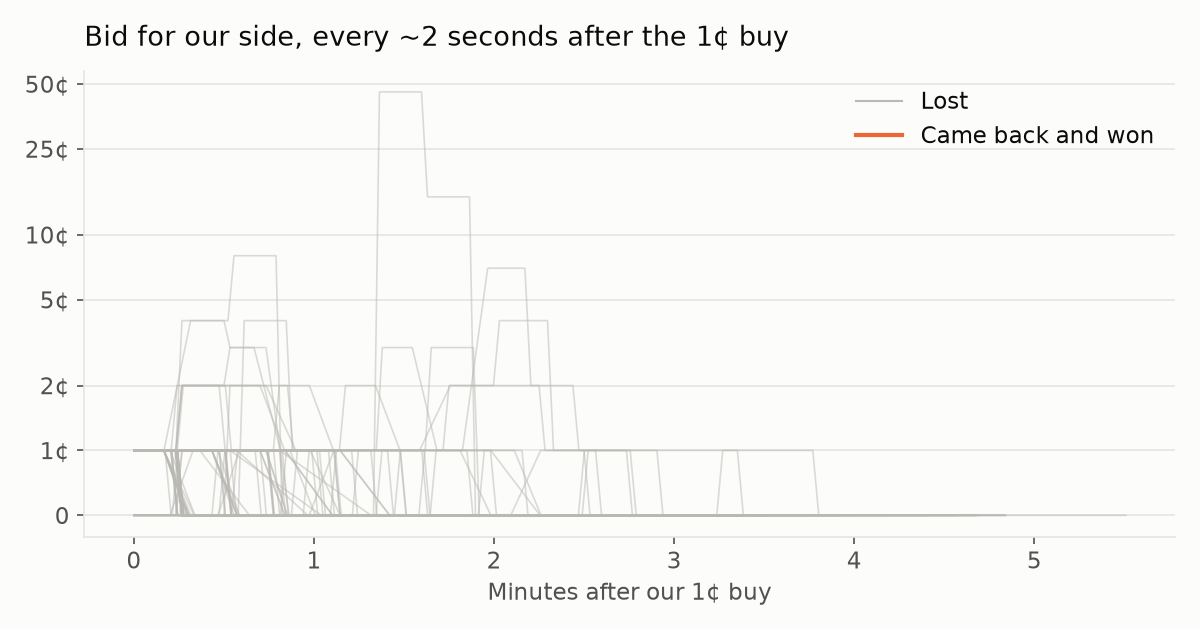 Bid for our side, every ~2 seconds after the 1¢ buy
50¢
25¢
10¢
5¢
2¢
1¢
0
Lost
Came back and won
0 1 2 3 4 5
Minutes after our 1¢ buy